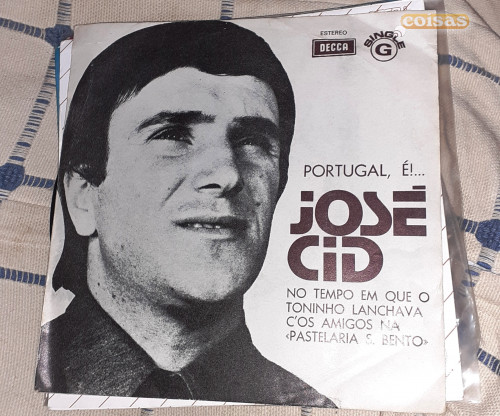 coisas
ESTEREO
DECCA
SINGLE
G
PORTUGAL, É!...
JOSÉ
CID
NO TEMPO EM QUE O
TONINHO LANCHAVA
C'OS AMIGOS NA
«PASTELARIA S. BENTO»